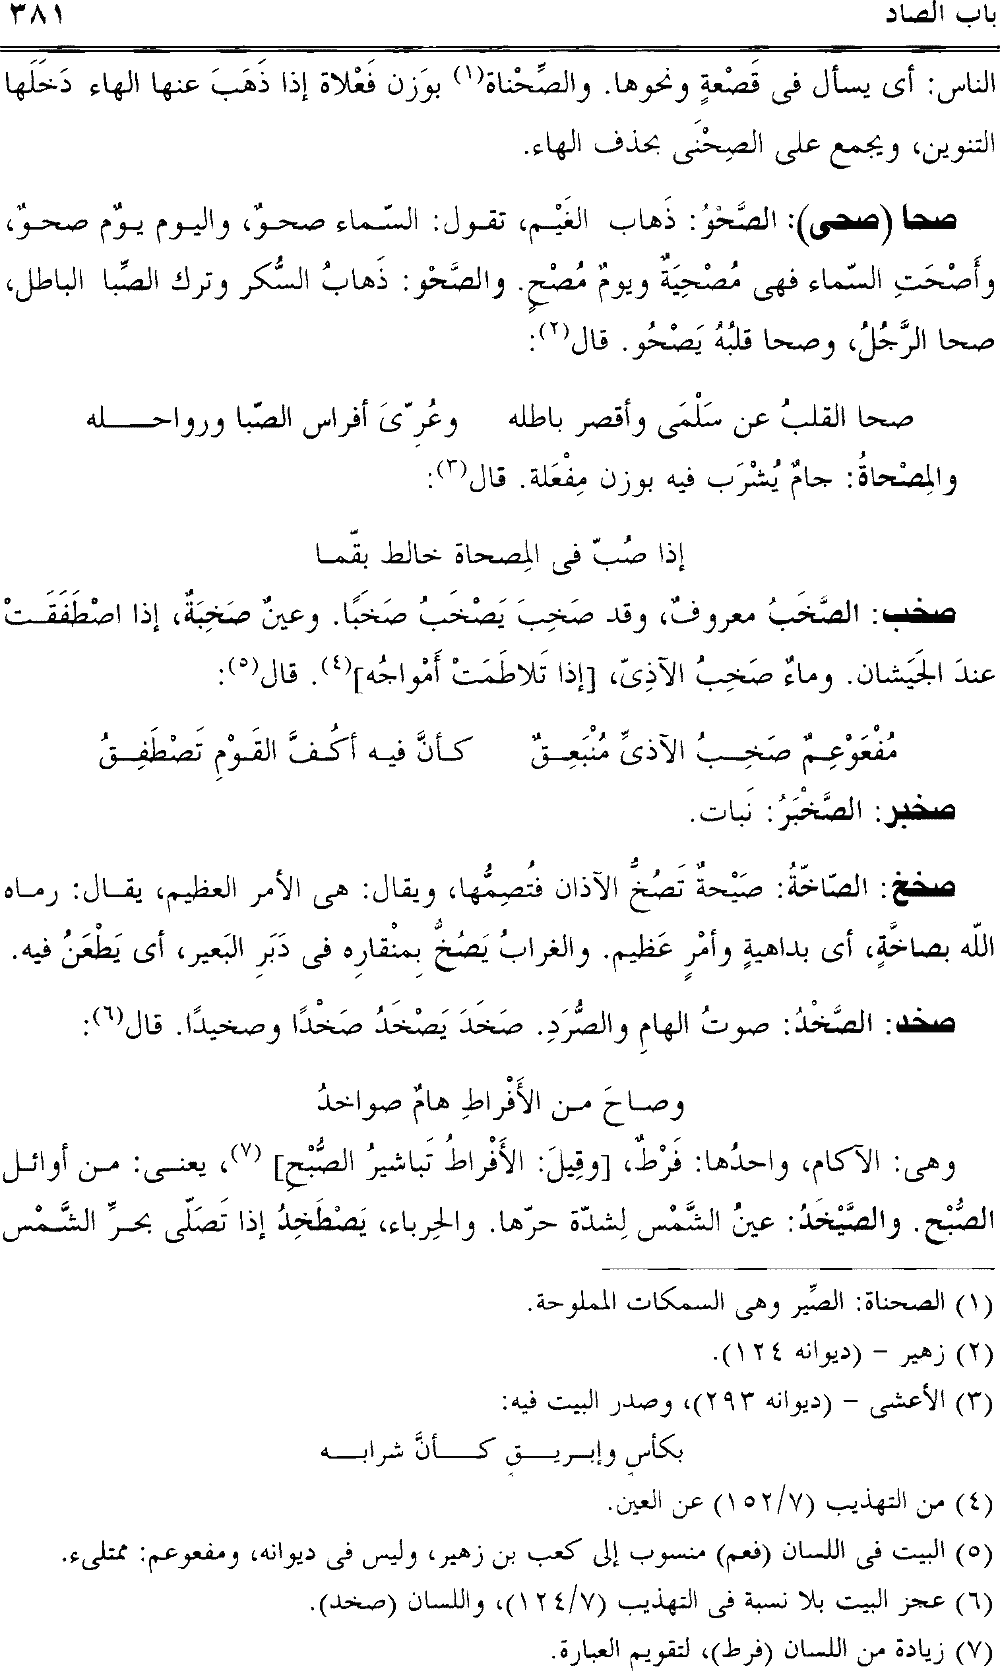 باب الصاد ٣٨١
الناس: أى يسأل فى قَصْعةٍ ونحوها. والصِّحْناة(١) بوَزن فَعْلاة إذا ذَهَبَ عنها الهاء دَخَلَها
التنوين، ويجمع على الصِحْنَى بحذف الهاء.
صحا (صحى): الصَّحْوُ: ذَهاب الغَيْم، تقول: السّماء صحوٌ، واليوم يوٌم صحوٌ،
وأَصْحَتِ السّماء فهى مُصْحِيَةٌ ويومٌ مُصْحٍ. والصَّحْو: ذَهابُ السُّكر وترك الصِّبا الباطل،
صحا الرَّجُلُ، وصحا قلبُهُ يَصْحُو. قال(٢):
صحا القلبُ عن سَلْمَى وأقصر باطله وعُرِّىَ أفراس الصّبا ورواحله
والمِصْحاةُ: جامٌ يُشْرَب فيه بوزن مِفْعَلة. قال(٣):
إذا صُبّ فى المِصحاة خالط بقّما
صخب: الصَّخَبُ معروفٌ، وقد صَخِبَ يَصْخَبُ صَخَبًا. وعينٌ صَخِبَةٌ، إذا اصْطَفَقَتْ
عندَ الجَيَشان. وماءٌ صَخِبُ الآذِىّ، [إذا تَلاطَمَتْ أَمْواجُه](٤). قال(٥):
مُفْعَوْعِمٌ صَخِبُ الآذىِّ مُنْبَعِقٌ كأنَّ فيه أكُفَّ القَوْمِ تَصْطَفِقُ
صخبر: الصَّخْبَرُ: نَبات.
صخخ: الصّاخّةُ: صَيْحةٌ تَصُخُّ الآذان فتُصِمُّها، ويقال: هى الأمر العظيم، يقال: رماه
اللّه بصاخَّةٍ، أى بداهيةٍ وأمْرٍ عَظيم. والغرابُ يَصُخُّ بِمنْقاره فى دَبَرِ البَعير، أى يَطْعَنُ فيه.
صخد: الصَّخْدُ: صوتُ الهامِ والصُّرَدِ. صَخَدَ يَصْخَدُ صَخْدًا وصخيدًا. قال(٦):
وصاحَ من الأَفْراطِ هامٌ صواخدُ
وهى: الآكام، واحدُها: فَرْطٌ، [وقِيلَ: الأَفْراطُ تَباشيرُ الصُّبْحِ] (٧)، يعنى: من أوائل
الصُّبْح. والصَّيْخَدُ: عينُ الشَّمْس لِشدّة حرّها. والحِرباء، يَصْطَخِدُ إذا تَصَلّى بحرِّ الشَّمْس
(١) الصحناة: الصِّير وهى السمكات المملوحة.
(٢) زهير – (ديوانه ١٢٤).
(٣) الأعشى – (ديوانه ٢٩٣)، وصدر البيت فيه:
بكأسٍ وإبريقٍ كأنَّ شرابه
(٤) من التهذيب (١٥٢/٧) عن العين.
(٥) البيت فى اللسان (فعم) منسوب إلى كعب بن زهير، وليس فى ديوانه، ومفعوعم: ممتلىء.
(٦) عجز البيت بلا نسبة فى التهذيب (١٢٤/٧)، واللسان (صخد).
(٧) زيادة من اللسان (فرط)، لتقويم العبارة.